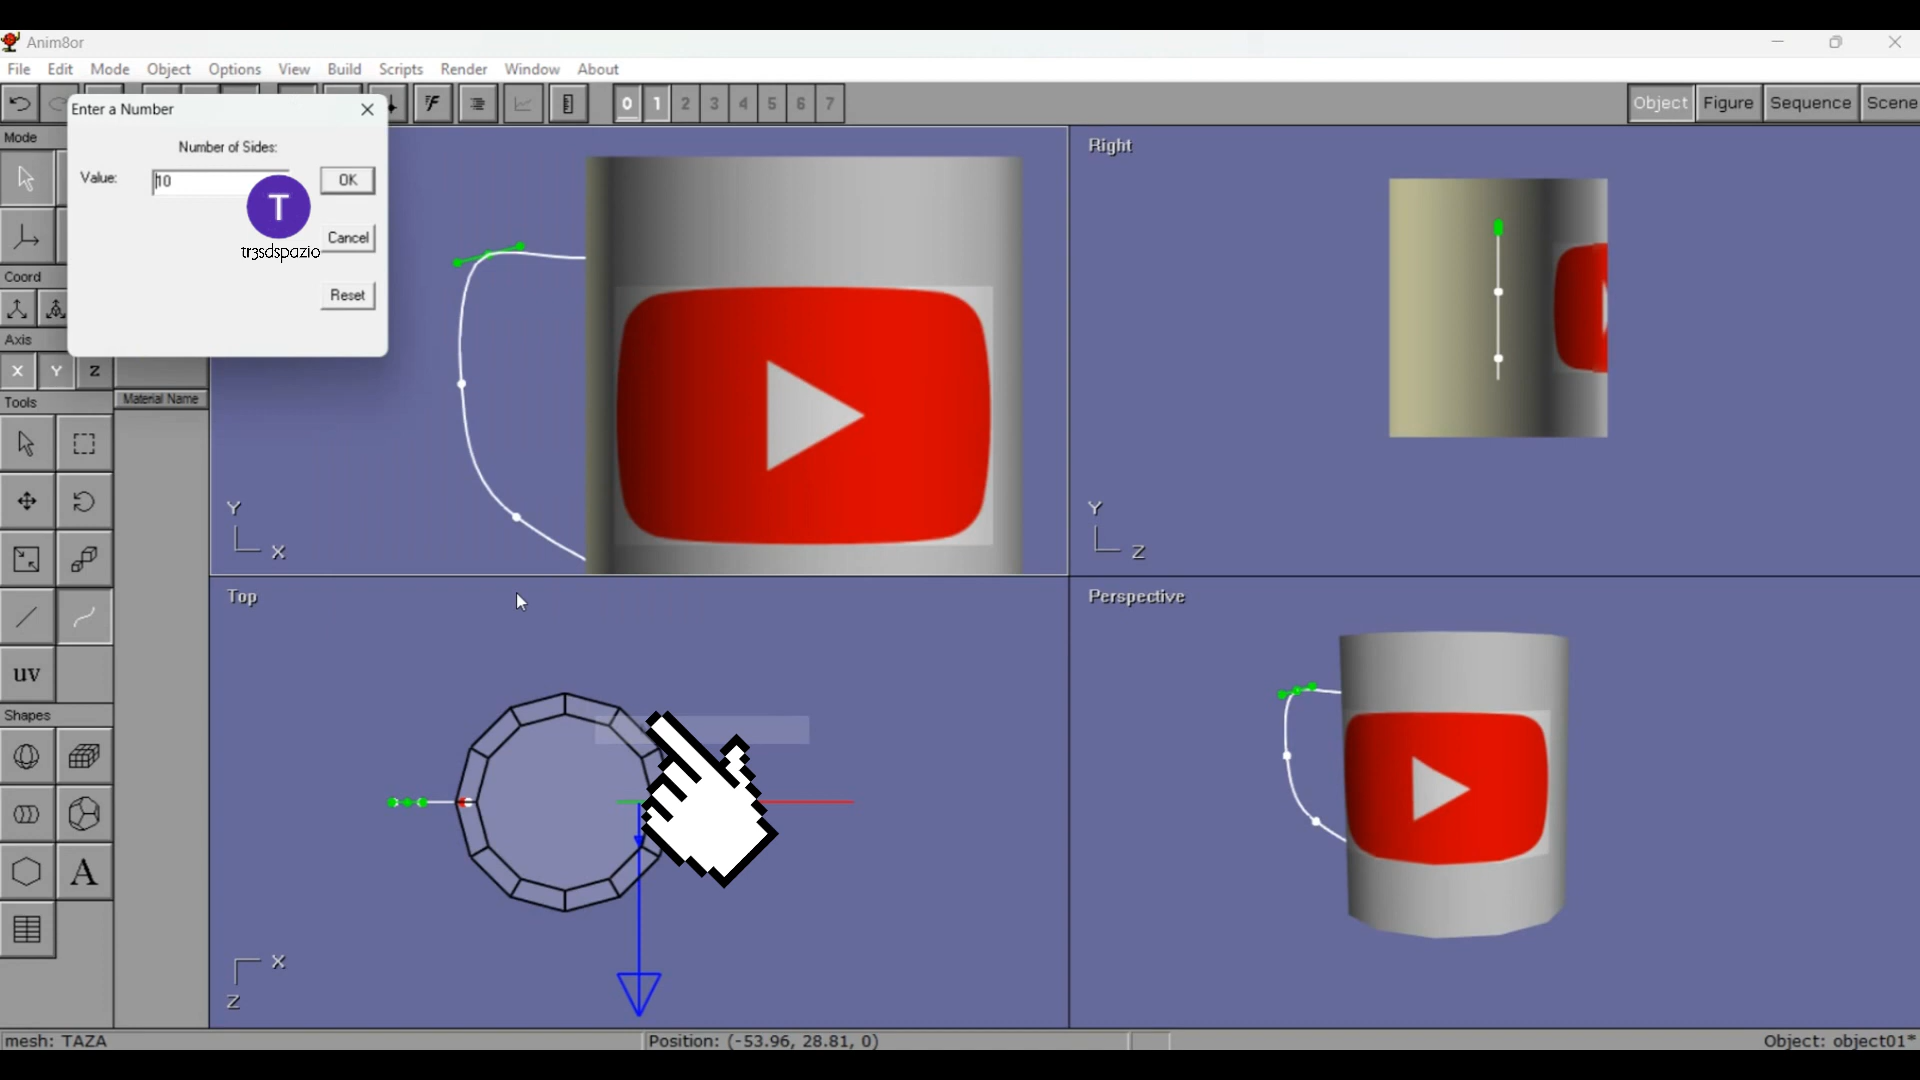 Anim8or
File Edit Mode Object Options View Build Scripts Render Window About
0 1 2 3 4 5 6 7
Object Figure Sequence Scene
Enter a Number
Number of Sides:
Value: 10 OK
T
tr3sdspazio
Cancel
Reset
Mode
Coord
Axis
X Y Z
Tools
Material Name
uv
Shapes
A
Y
X
Right
Y
Z
Top
X
Z
Perspective
mesh: TAZA
Position: (-53.96, 28.81, 0)
Object: object01*